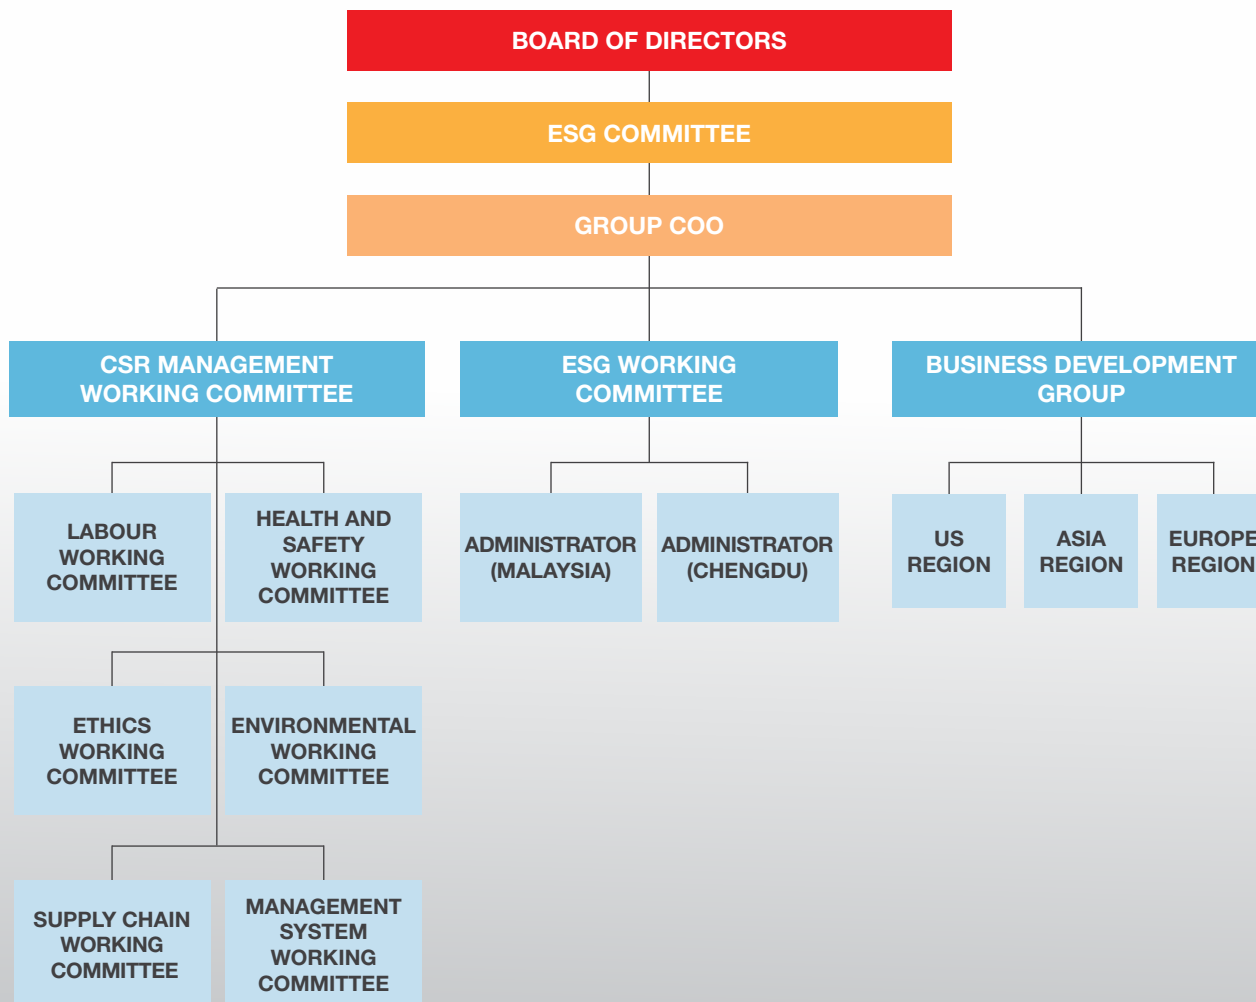 BOARD OF DIRECTORS
ESG COMMITTEE
GROUP COO
CSR MANAGEMENT
WORKING COMMITTEE
ESG WORKING
COMMITTEE
BUSINESS DEVELOPMENT
GROUP
LABOUR
WORKING
COMMITTEE
HEALTH AND
SAFETY
WORKING
COMMITTEE
ADMINISTRATOR
(MALAYSIA)
ADMINISTRATOR
(CHENGDU)
US
REGION
ASIA
REGION
EUROPE
REGION
ETHICS
WORKING
COMMITTEE
ENVIRONMENTAL
WORKING
COMMITTEE
SUPPLY CHAIN
WORKING
COMMITTEE
MANAGEMENT
SYSTEM
WORKING
COMMITTEE